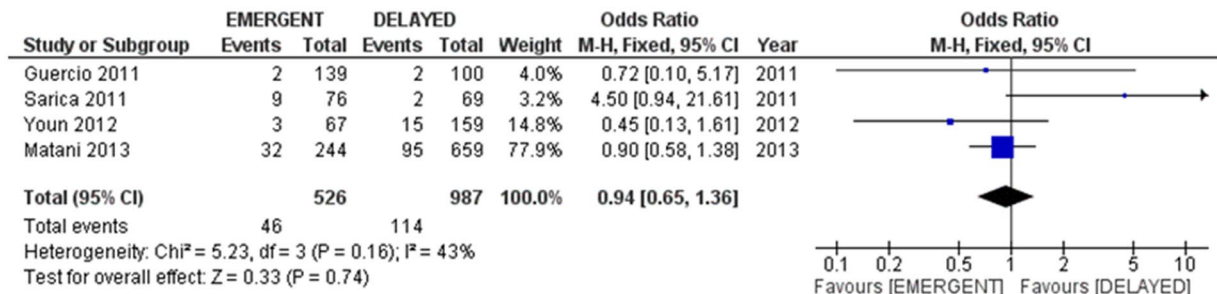 EMERGENT DELAYED Odds Ratio Odds Ratio
Study or Subgroup Events Total Events Total Weight M-H, Fixed, 95% CI Year M-H, Fixed, 95% CI
Guercio 2011 2 139 2 100 4.0% 0.72 [0.10, 5.17] 2011
Sarica 2011 9 76 2 69 3.2% 4.50 [0.94, 21.61] 2011
Youn 2012 3 67 15 159 14.8% 0.45 [0.13, 1.61] 2012
Matani 2013 32 244 95 659 77.9% 0.90 [0.58, 1.38] 2013
Total (95% CI) 526 987 100.0% 0.94 [0.65, 1.36]
Total events 46 114
Heterogeneity: Chi² = 5.23, df = 3 (P = 0.16); I² = 43%
Test for overall effect: Z = 0.33 (P = 0.74)
0.1 0.2 0.5 1 2 5 10
Favours [EMERGENT] Favours [DELAYED]